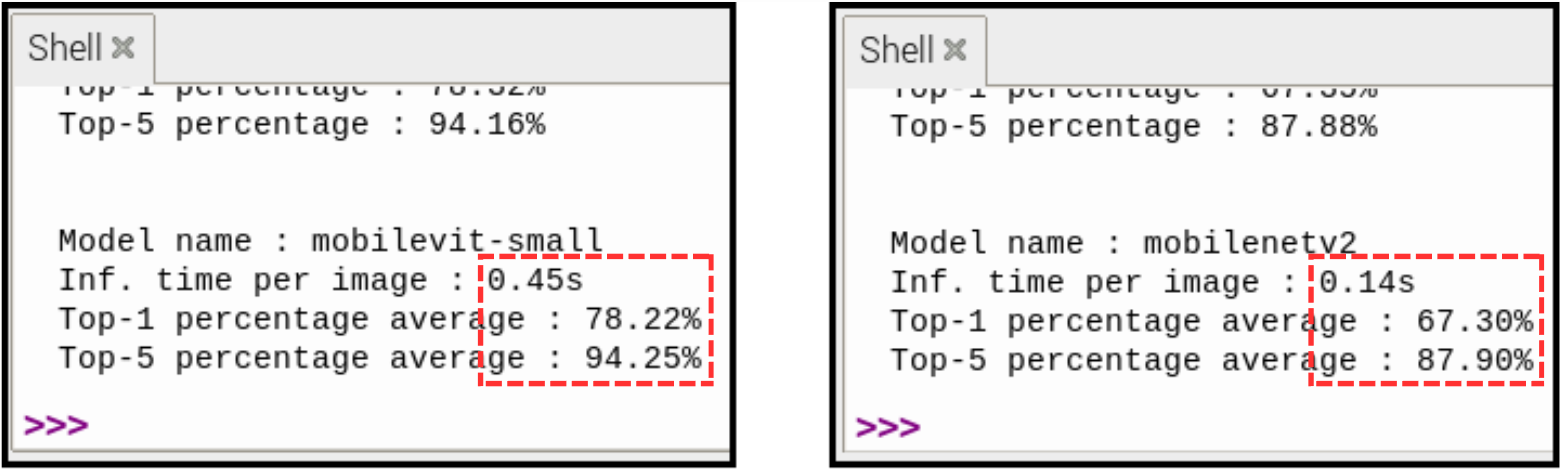 Shell
Top-1 percentage : 78.32%
Top-5 percentage : 94.16%
Model name : mobilevit-small
Inf. time per image : 0.45s
Top-1 percentage average : 78.22%
Top-5 percentage average : 94.25%
>>>
Shell
Top-1 percentage :
Top-5 percentage : 87.88%
Model name : mobilenetv2
Inf. time per image : 0.14s
Top-1 percentage average : 67.30%
Top-5 percentage average : 87.90%
>>>